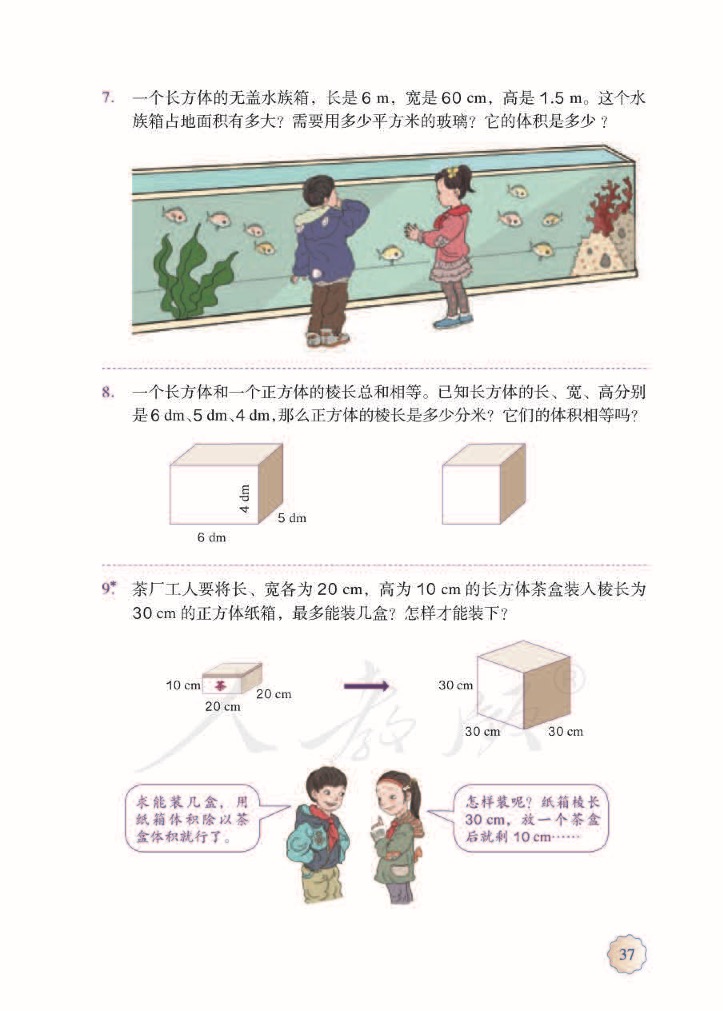 7. 一个长方体的无盖水族箱，长是 6 m，宽是 60 cm，高是 1.5 m。这个水
族箱占地面积有多大？需要用多少平方米的玻璃？它的体积是多少？
8. 一个长方体和一个正方体的棱长总和相等。已知长方体的长、宽、高分别
是 6 dm、5 dm、4 dm，那么正方体的棱长是多少分米？它们的体积相等吗？
4 dm
5 dm
6 dm
9* 茶厂工人要将长、宽各为 20 cm，高为 10 cm 的长方体茶盒装入棱长为
30 cm 的正方体纸箱，最多能装几盒？怎样才能装下？
10 cm
茶
20 cm
20 cm
30 cm
30 cm
30 cm
人教版®
求能装几盒，用
纸箱体积除以茶
盒体积就行了。
怎样装呢？纸箱棱长
30 cm，放一个茶盒
后就剩 10 cm……
37